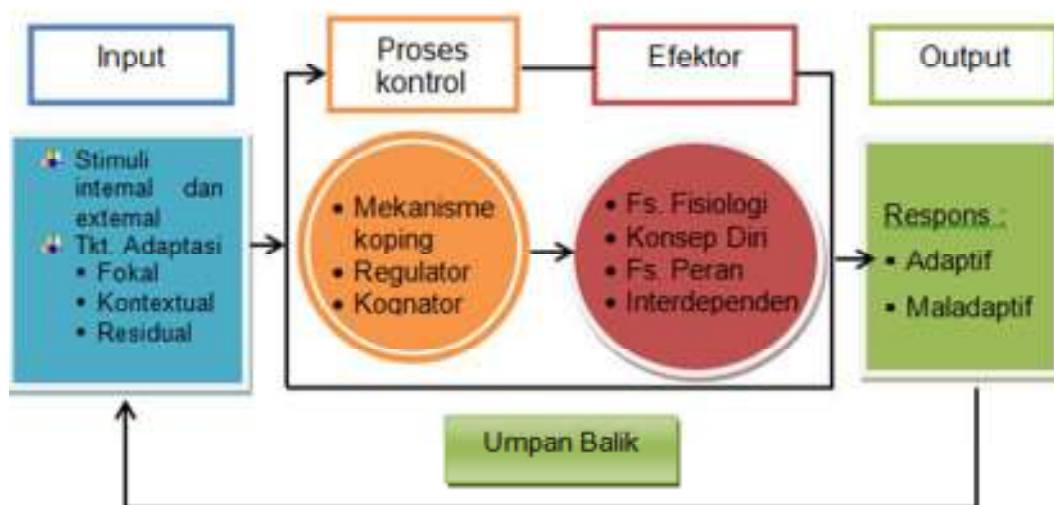 Input
Proses
kontrol
Efektor
Output
Stimuli
internal dan
external
Tkt. Adaptasi
• Fokal
• Kontextual
• Residual
• Mekanisme
koping
• Regulator
• Kognator
• Fs. Fisiologi
• Konsep Diri
• Fs. Peran
• Interdependen
Respons :
• Adaptif
• Maladaptif
Umpan Balik